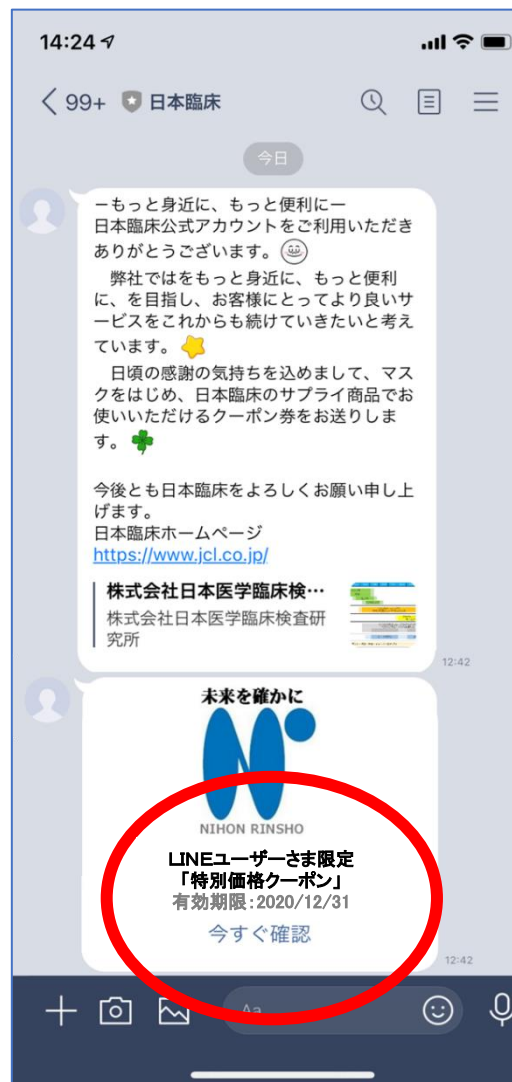 14:24
99+ 日本臨床
今日
－もっと身近に、もっと便利に－
日本臨床公式アカウントをご利用いただき
ありがとうございます。
弊社ではをもっと身近に、もっと便利
に、を目指し、お客様にとってより良いサ
ービスをこれからも続けていきたいと考え
ています。
日頃の感謝の気持ちを込めまして、マス
クをはじめ、日本臨床のサプライ商品でお
使いいただけるクーポン券をお送りしま
す。
今後とも日本臨床をよろしくお願い申し上
げます。
日本臨床ホームページ
https://www.jcl.co.jp/
株式会社日本医学臨床検…
株式会社日本医学臨床検査研
究所
12:42
未来を確かに
NIHON RINSHO
LINEユーザーさま限定
「特別価格クーポン」
有効期限：2020/12/31
今すぐ確認
12:42
Aa